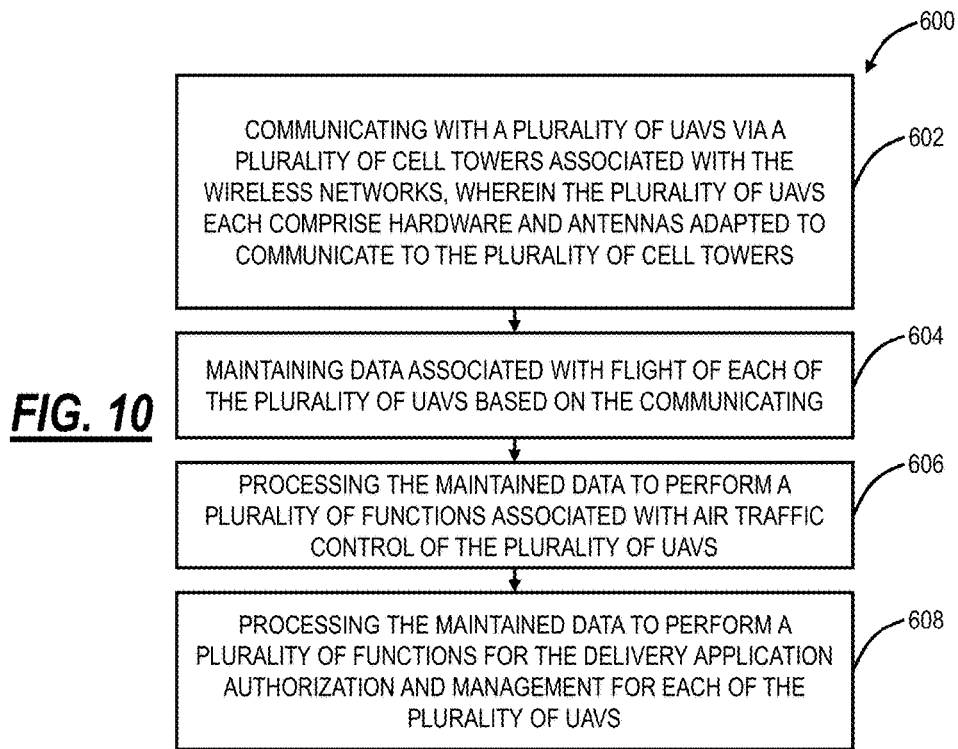 600
COMMUNICATING WITH A PLURALITY OF UAVS VIA A
PLURALITY OF CELL TOWERS ASSOCIATED WITH THE
WIRELESS NETWORKS, WHEREIN THE PLURALITY OF UAVS
EACH COMPRISE HARDWARE AND ANTENNAS ADAPTED TO
COMMUNICATE TO THE PLURALITY OF CELL TOWERS
602
MAINTAINING DATA ASSOCIATED WITH FLIGHT OF EACH OF
THE PLURALITY OF UAVS BASED ON THE COMMUNICATING
604
FIG. 10
PROCESSING THE MAINTAINED DATA TO PERFORM A
PLURALITY OF FUNCTIONS ASSOCIATED WITH AIR TRAFFIC
CONTROL OF THE PLURALITY OF UAVS
606
PROCESSING THE MAINTAINED DATA TO PERFORM A
PLURALITY OF FUNCTIONS FOR THE DELIVERY APPLICATION
AUTHORIZATION AND MANAGEMENT FOR EACH OF THE
PLURALITY OF UAVS
608